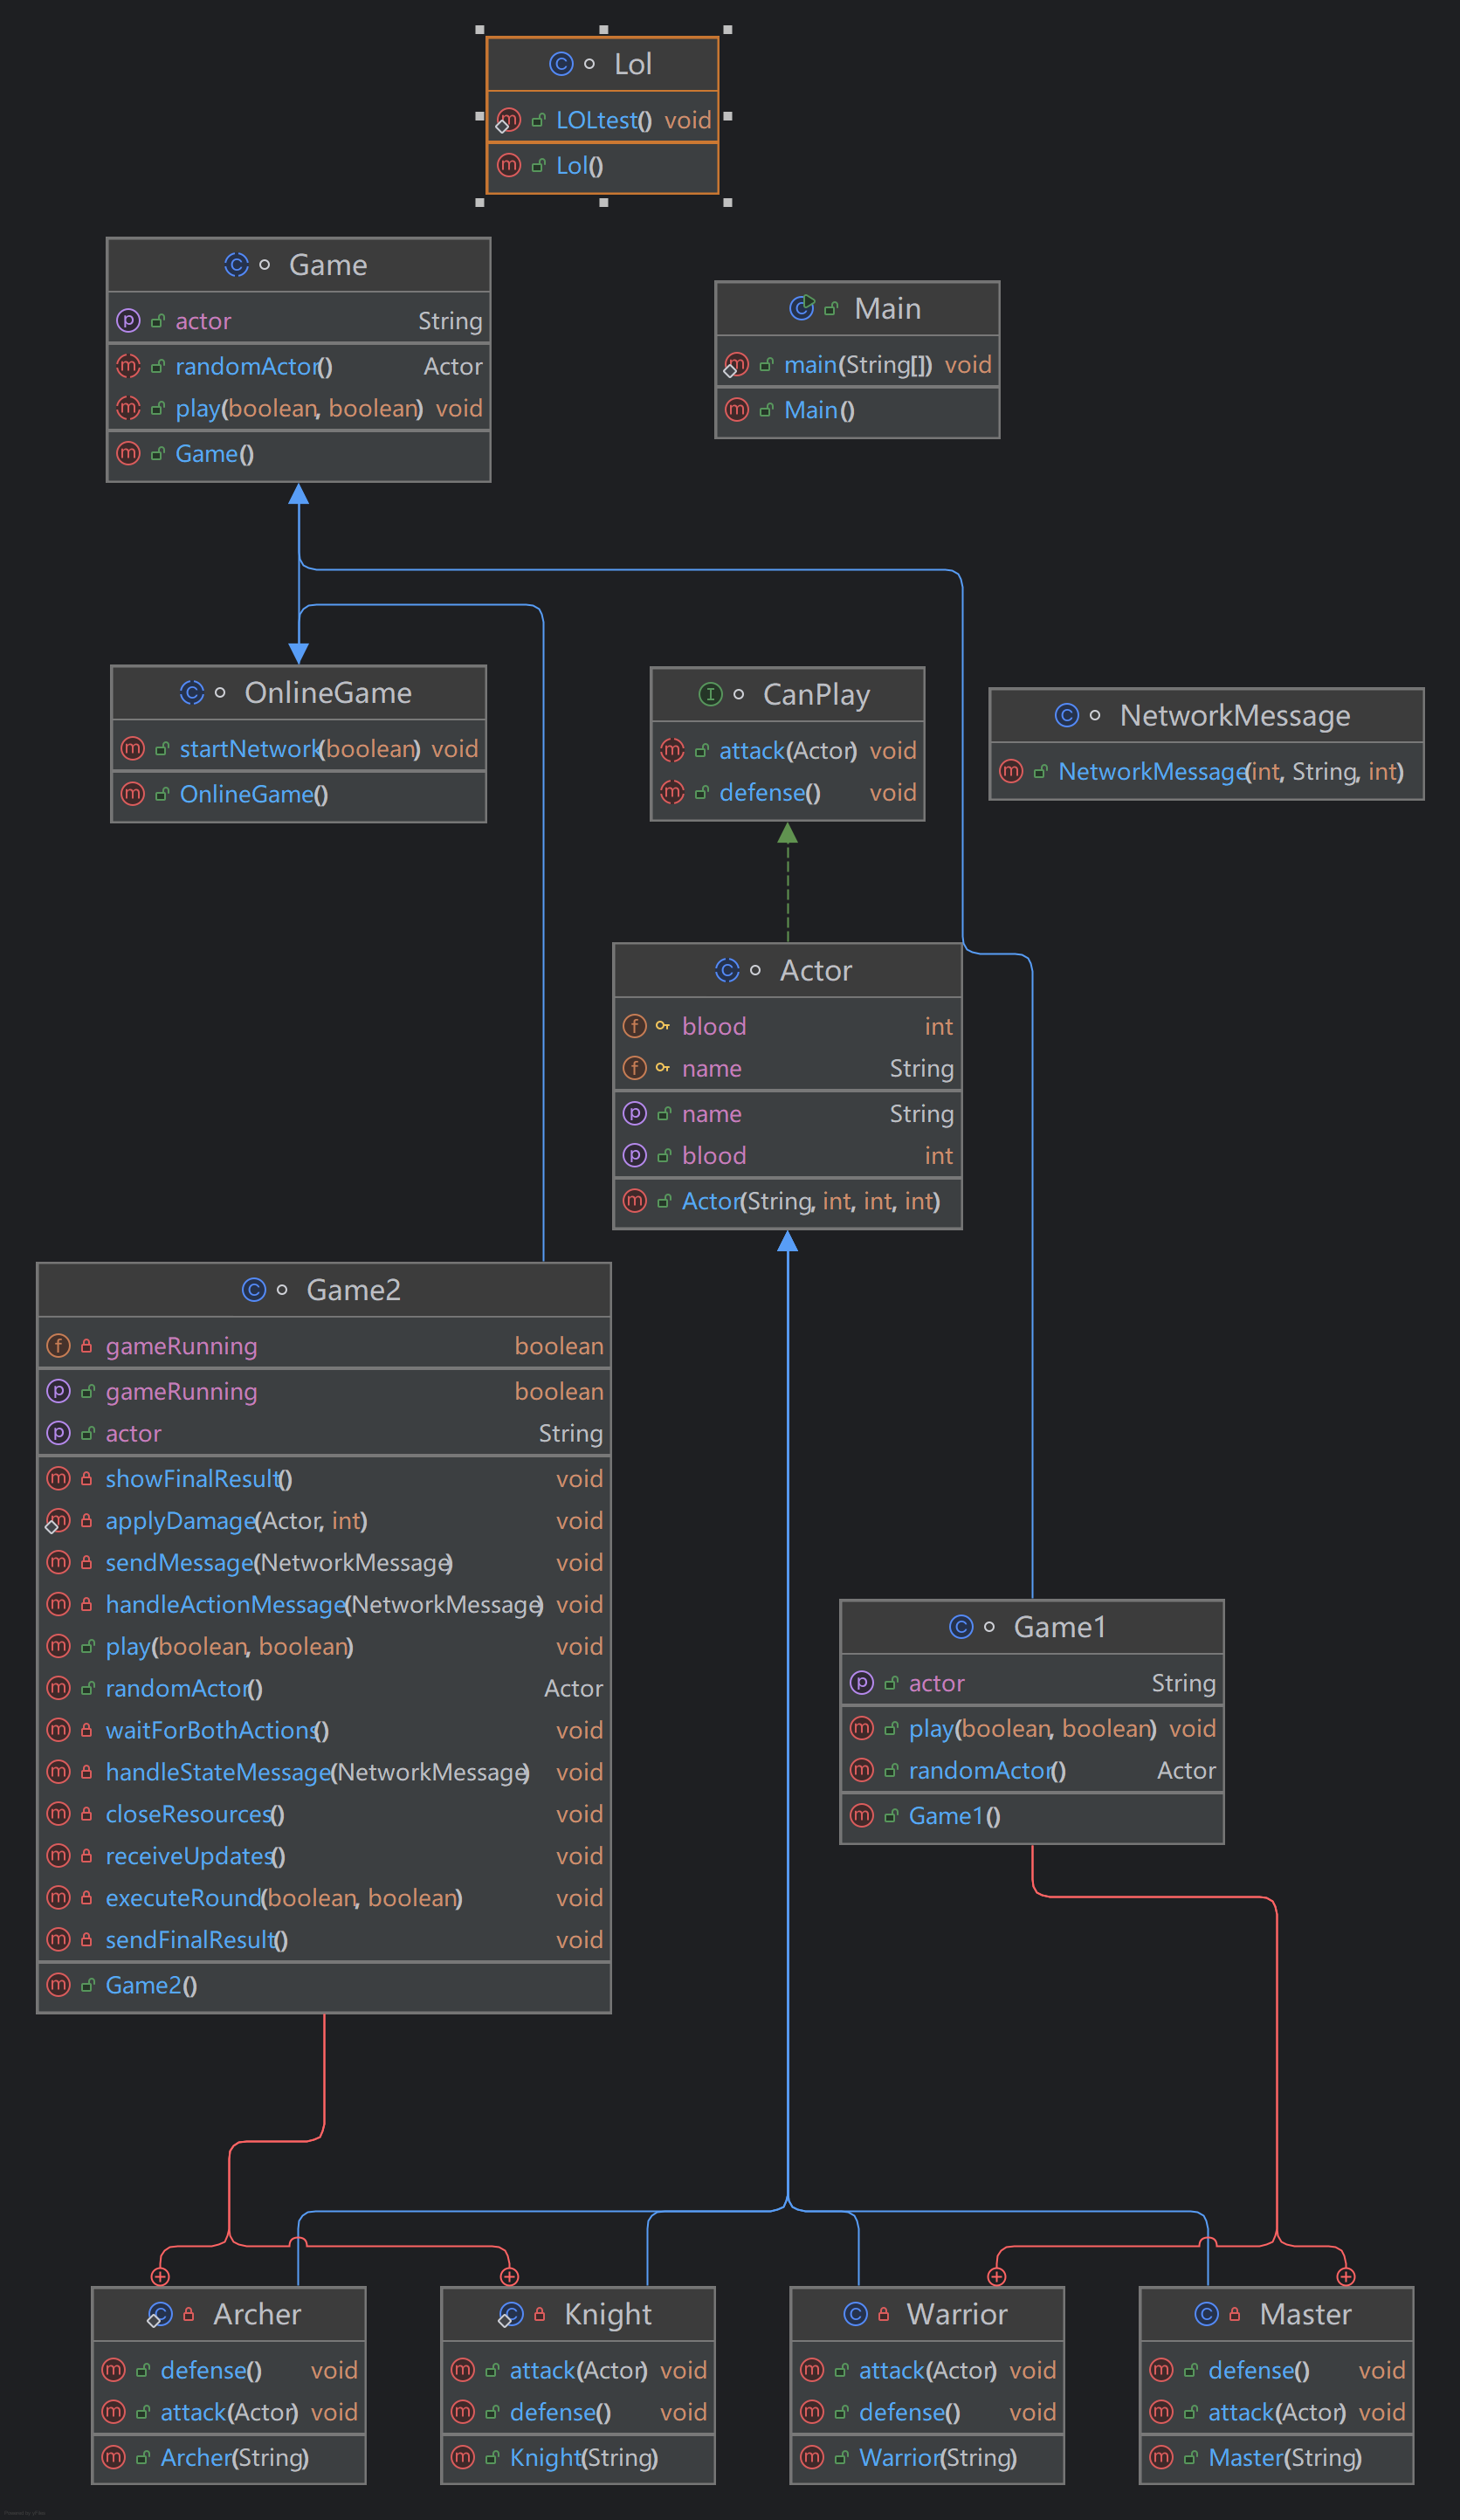 Lol
LOLtest() void
Lol()
Game
actor String
randomActor() Actor
play(boolean, boolean) void
Game()
Main
main(String[]) void
Main()
OnlineGame
startNetwork(boolean) void
OnlineGame()
CanPlay
attack(Actor) void
defense() void
NetworkMessage
NetworkMessage(int, String, int)
Actor
blood int
name String
name String
blood int
Actor(String, int, int, int)
Game2
gameRunning boolean
gameRunning boolean
actor String
showFinalResult() void
applyDamage(Actor, int) void
sendMessage(NetworkMessage) void
handleActionMessage(NetworkMessage) void
play(boolean, boolean) void
randomActor() Actor
waitForBothActions() void
handleStateMessage(NetworkMessage) void
closeResources() void
receiveUpdates() void
executeRound(boolean, boolean) void
sendFinalResult() void
Game2()
Game1
actor String
play(boolean, boolean) void
randomActor() Actor
Game1()
Archer
defense() void
attack(Actor) void
Archer(String)
Knight
attack(Actor) void
defense() void
Knight(String)
Warrior
attack(Actor) void
defense() void
Warrior(String)
Master
defense() void
attack(Actor) void
Master(String)